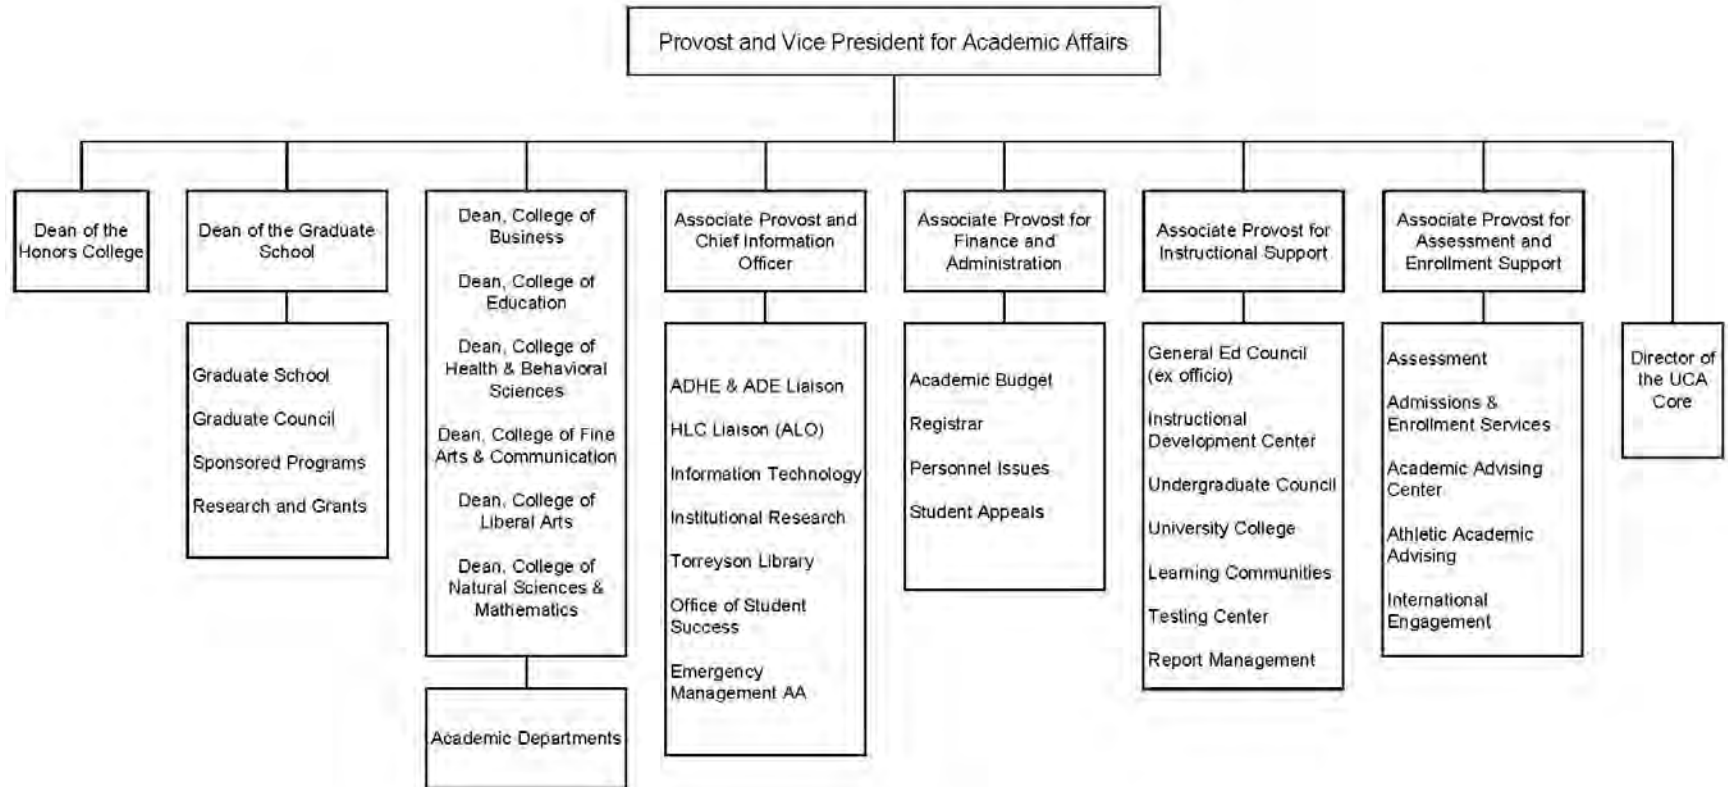 Provost and Vice President for Academic Affairs
Dean of the
Honors College
Dean of the Graduate
School
Graduate School
Graduate Council
Sponsored Programs
Research and Grants
Dean, College of
Business
Dean, College of
Education
Dean, College of
Health & Behavioral
Sciences
Dean, College of Fine
Arts & Communication
Dean, College of
Liberal Arts
Dean, College of
Natural Sciences &
Mathematics
Academic Departments
Associate Provost and
Chief Information
Officer
ADHE & ADE Liaison
HLC Liaison (ALO)
Information Technology
Institutional Research
Torreyson Library
Office of Student
Success
Emergency
Management AA
Associate Provost for
Finance and
Administration
Academic Budget
Registrar
Personnel Issues
Student Appeals
Associate Provost for
Instructional Support
General Ed Council
(ex officio)
Instructional
Development Center
Undergraduate Council
University College
Learning Communities
Testing Center
Report Management
Associate Provost for
Assessment and
Enrollment Support
Assessment
Admissions &
Enrollment Services
Academic Advising
Center
Athletic Academic
Advising
International
Engagement
Director of
the UCA
Core